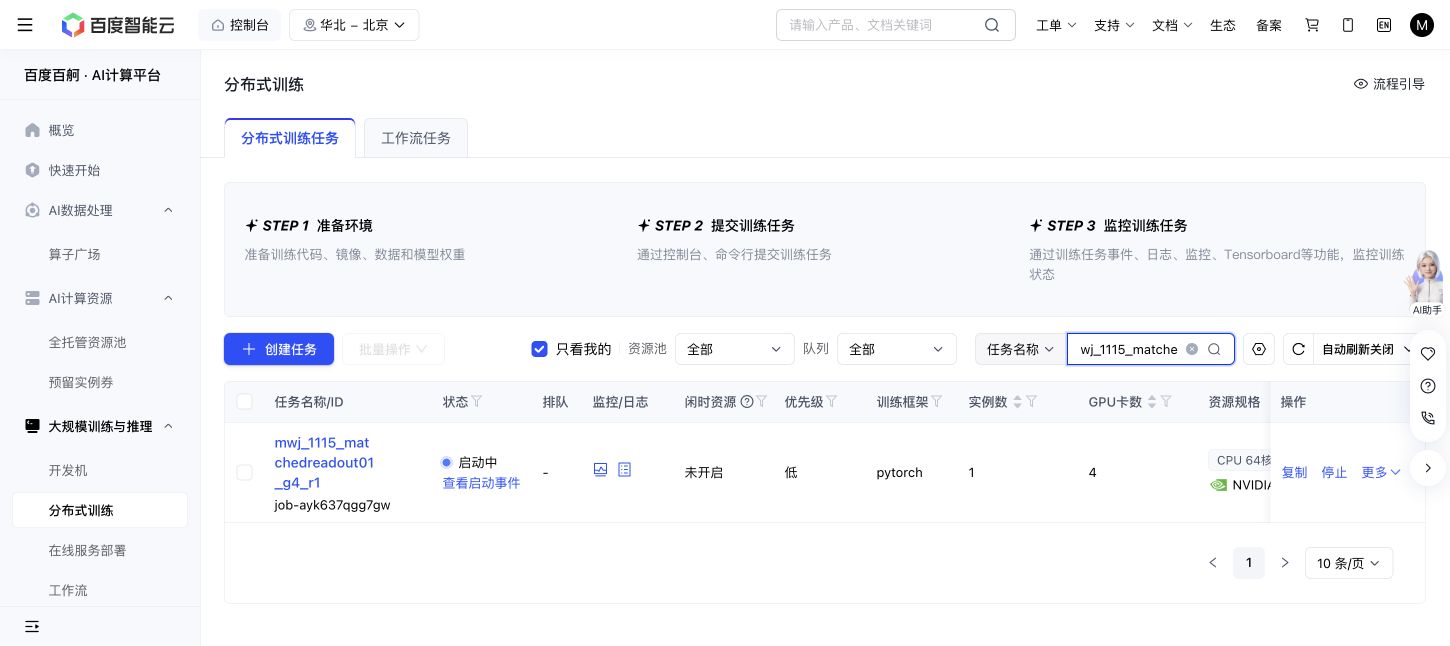 百度智能云
控制台
华北 – 北京
请输入产品、文档关键词
工单
支持
文档
生态
备案
EN
M
百度百舸 · AI计算平台
概览
快速开始
AI数据处理
算子广场
AI计算资源
全托管资源池
预留实例券
大规模训练与推理
开发机
分布式训练
在线服务部署
工作流
分布式训练
流程引导
分布式训练任务
工作流任务
STEP 1 准备环境
准备训练代码、镜像、数据和模型权重
STEP 2 提交训练任务
通过控制台、命令行提交训练任务
STEP 3 监控训练任务
通过训练任务事件、日志、监控、Tensorboard等功能，监控训练
状态
AI助手
创建任务
批量操作
只看我的
资源池
全部
队列
全部
任务名称
wj_1115_matche
自动刷新关闭
任务名称/ID
状态
排队
监控/日志
闲时资源
优先级
训练框架
实例数
GPU卡数
资源规格
操作
mwj_1115_mat
chedreadout01
_g4_r1
job-ayk637qgg7gw
启动中
查看启动事件
-
未开启
低
pytorch
1
4
CPU 64核
NVIDIA
复制
停止
更多
1
10 条/页